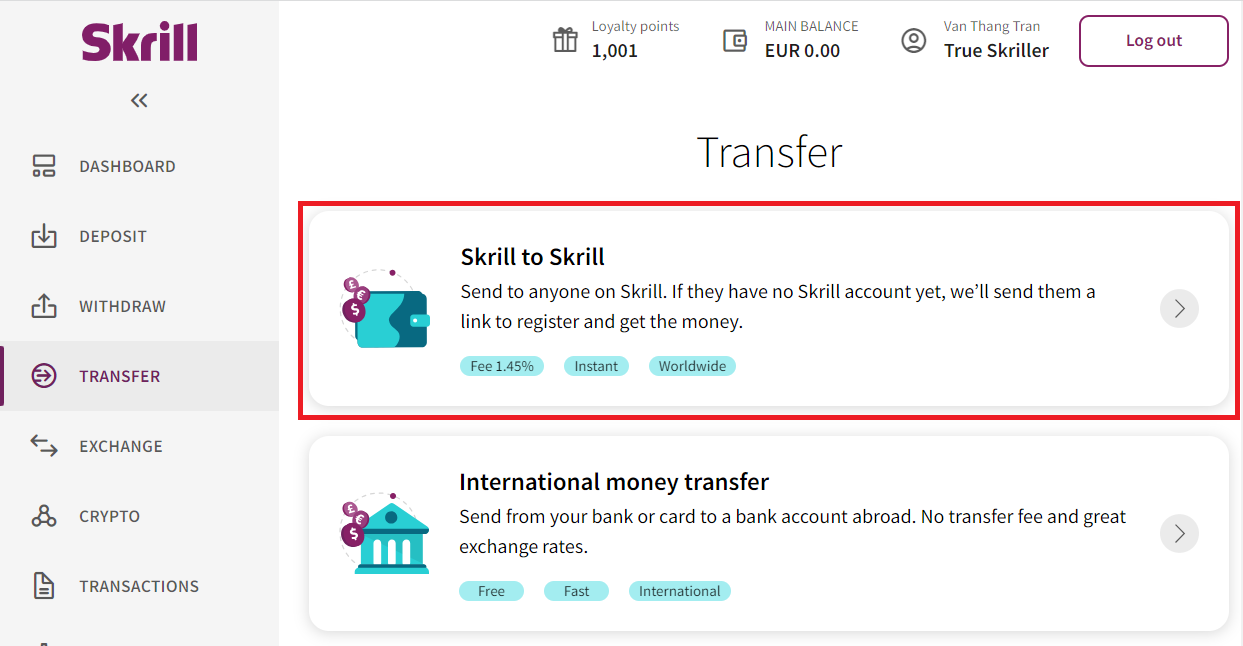 Skrill
DASHBOARD
DEPOSIT
WITHDRAW
TRANSFER
EXCHANGE
CRYPTO
TRANSACTIONS
Loyalty points
1,001
MAIN BALANCE
EUR 0.00
Van Thang Tran
True Skriller
Log out
Transfer
Skrill to Skrill
Send to anyone on Skrill. If they have no Skrill account yet, we’ll send them a
link to register and get the money.
Fee 1.45% Instant Worldwide
International money transfer
Send from your bank or card to a bank account abroad. No transfer fee and great
exchange rates.
Free Fast International